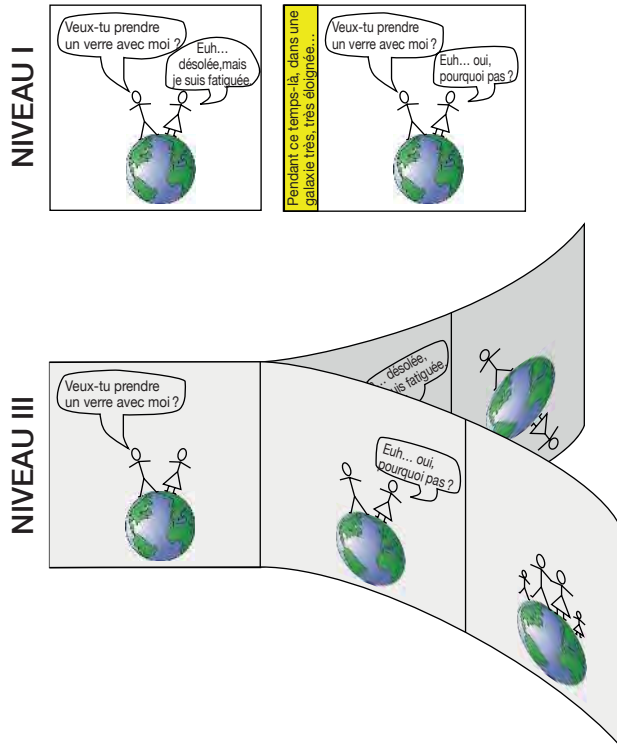 NIVEAU I
Veux-tu prendre
un verre avec moi ?
Euh...
désolée,mais
je suis fatiguée.
Pendant ce temps-là, dans une
galaxie très, très éloignée...
Veux-tu prendre
un verre avec moi ?
Euh... oui,
pourquoi pas ?
NIVEAU III
Veux-tu prendre
un verre avec moi ?
... désolée,
fatiguée.
Euh... oui,
pourquoi pas ?